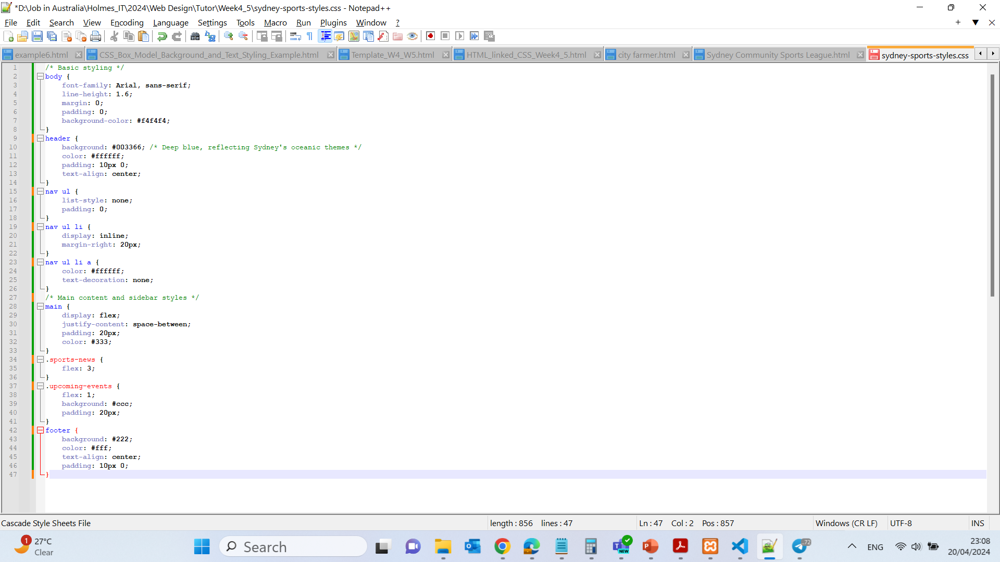 *D:\Job in Australia\Holmes_IT\2024\Web Design\Tutor\Week4_5\sydney-sports-styles.css - Notepad++
File Edit Search View Encoding Language Settings Tools Macro Run Plugins Window ?
example6.html CSS_Box_Model_Background_and_Text_Styling_Example.html Template_W4_W5.html HTML_linked_CSS_Week4_5.html city farmer.html Sydney Community Sports League.html sydney-sports-styles.css
1 /* Basic styling */
2 body {
3 font-family: Arial, sans-serif;
4 line-height: 1.6;
5 margin: 0;
6 padding: 0;
7 background-color: #f4f4f4;
8 }
9 header {
10 background: #003366; /* Deep blue, reflecting Sydney's oceanic themes */
11 color: #ffffff;
12 padding: 10px 0;
13 text-align: center;
14 }
15 nav ul {
16 list-style: none;
17 padding: 0;
18 }
19 nav ul li {
20 display: inline;
21 margin-right: 20px;
22 }
23 nav ul li a {
24 color: #ffffff;
25 text-decoration: none;
26 }
27 /* Main content and sidebar styles */
28 main {
29 display: flex;
30 justify-content: space-between;
31 padding: 20px;
32 color: #333;
33 }
34 .sports-news {
35 flex: 3;
36 }
37 .upcoming-events {
38 flex: 1;
39 background: #ccc;
40 padding: 20px;
41 }
42 footer {
43 background: #222;
44 color: #fff;
45 text-align: center;
46 padding: 10px 0;
47 }
Cascade Style Sheets File length : 856 lines : 47 Ln : 47 Col : 2 Pos : 857 Windows (CR LF) UTF-8 INS
1 27°C
Clear
Search
NEW
72
ENG
23:08
20/04/2024